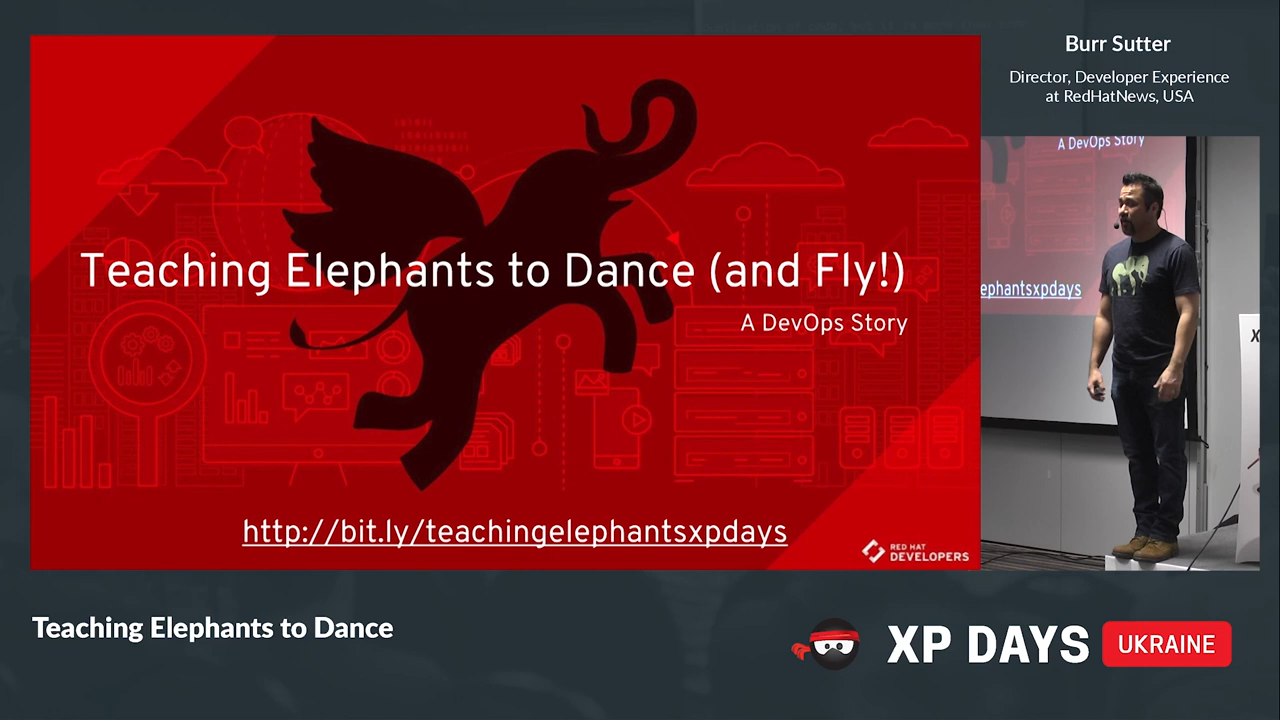 Burr Sutter
Director, Developer Experience
at RedHatNews, USA
Teaching Elephants to Dance (and Fly!)
A DevOps Story
http://bit.ly/teachingelephantsxpdays
RED HAT
DEVELOPERS
A DevOps Story
ephantsxpdays
X
Teaching Elephants to Dance
XP DAYS
UKRAINE